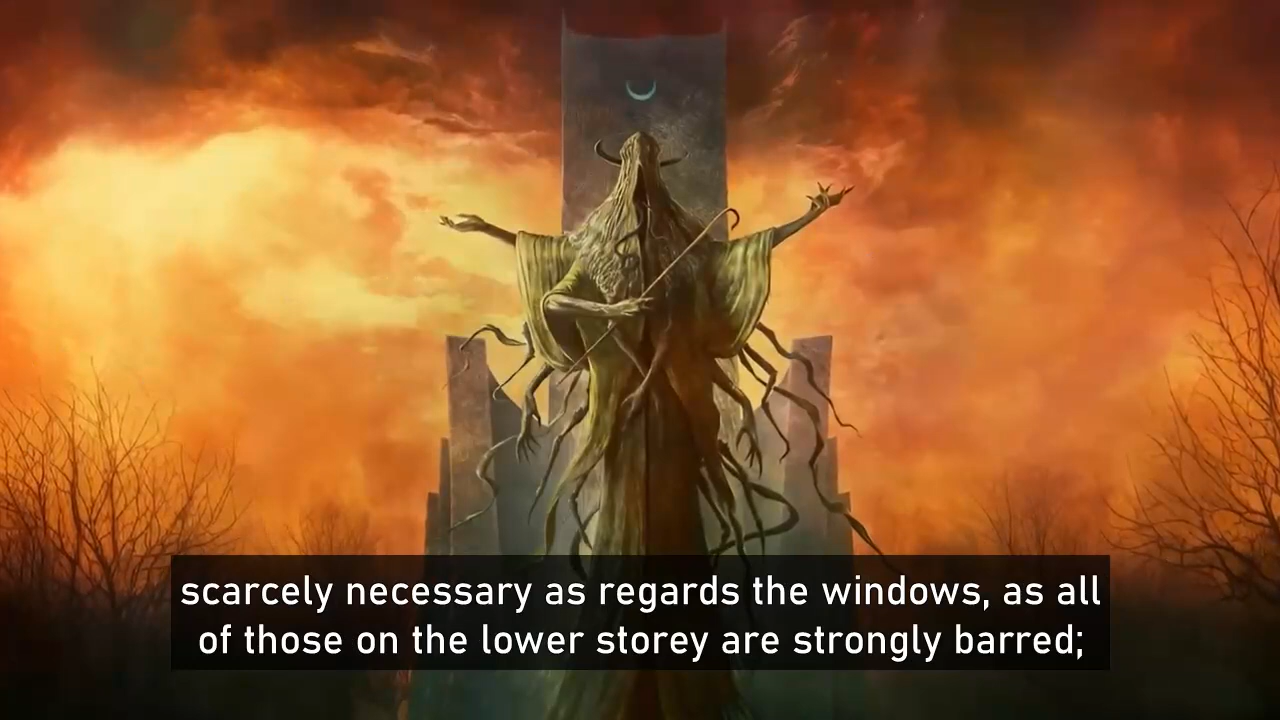 scarcely necessary as regards the windows, as all
of those on the lower storey are strongly barred;